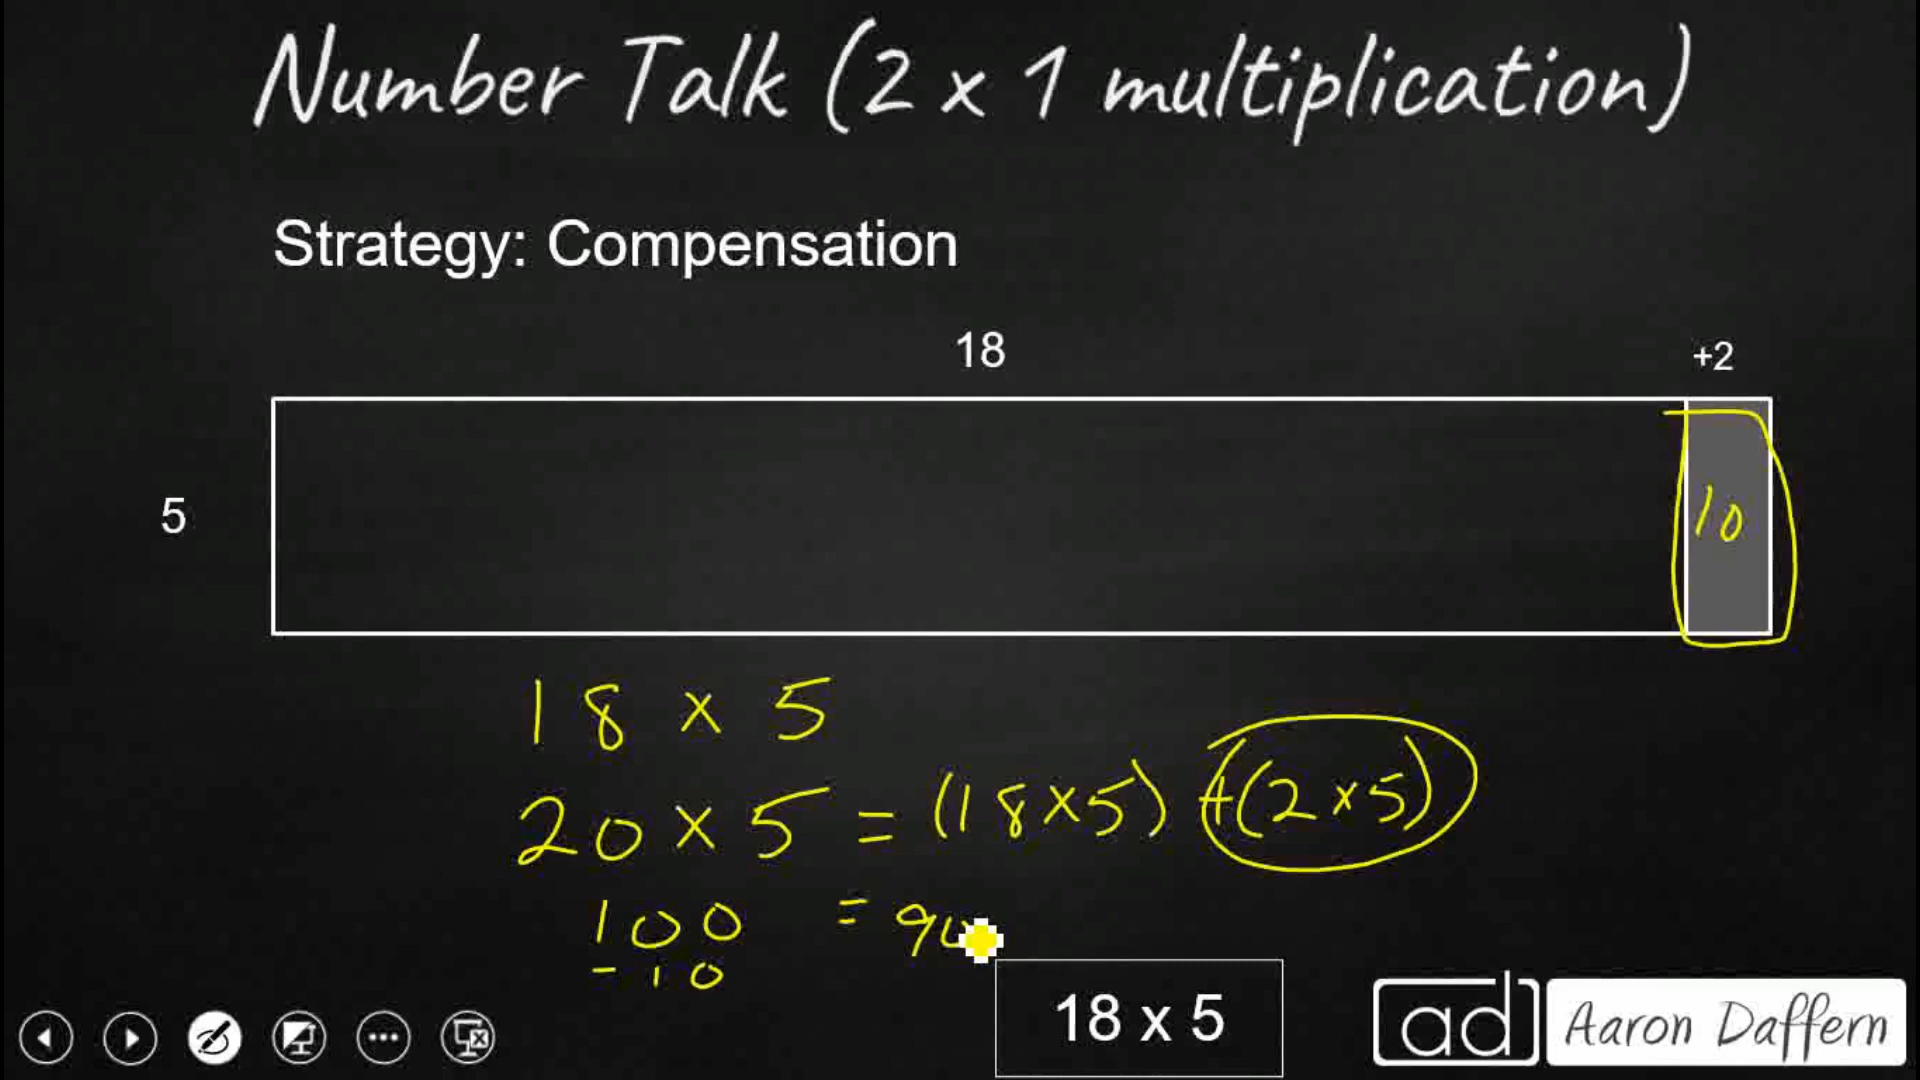 Number Talk (2 x 1 multiplication)
Strategy: Compensation
18 +2
5
10
18 x 5
20 x 5 = (18x5) +(2x5)
100 = 90
-10
18 x 5
ad Aaron Daffern